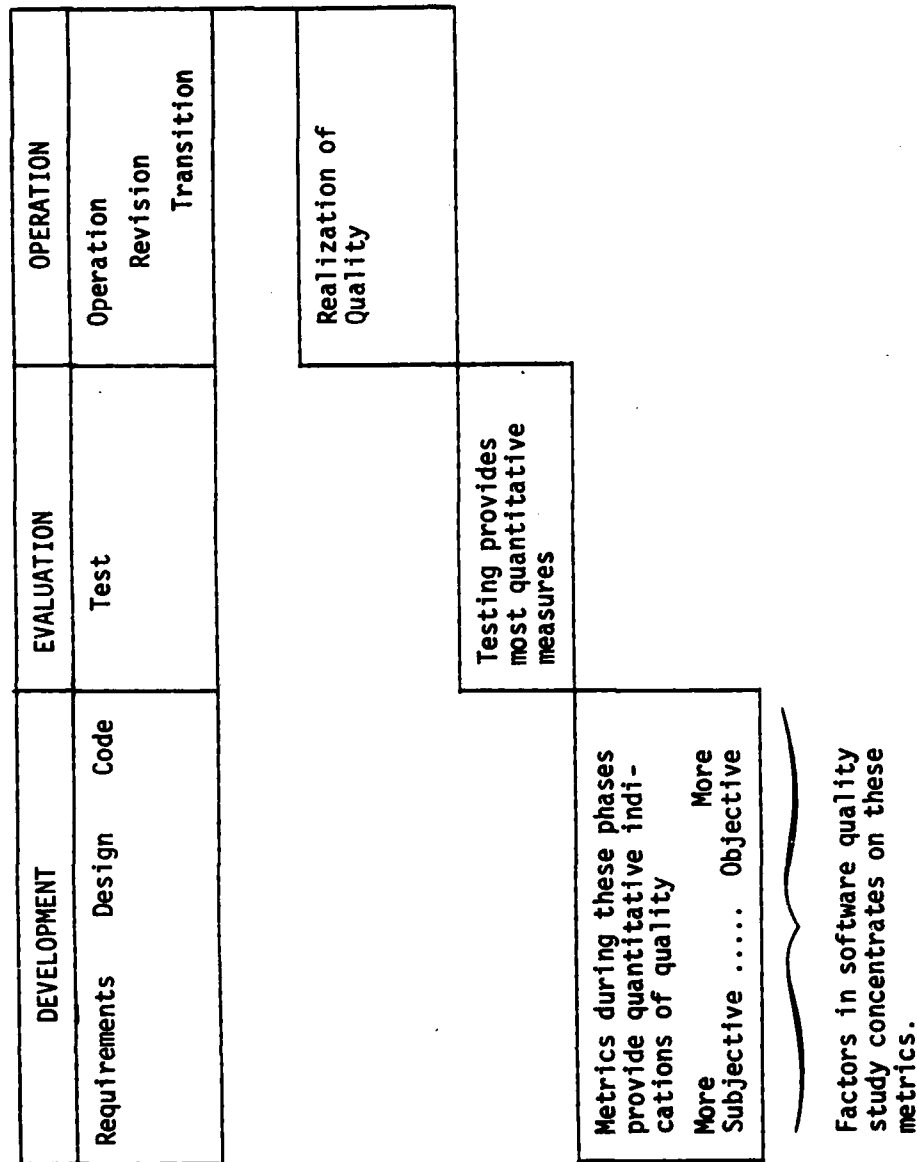 DEVELOPMENT
EVALUATION
OPERATION
Requirements Design Code
Test
Operation
Revision
Transition
Realization of
Quality
Testing provides
most quantitative
measures
Metrics during these phases
provide quantitative indi-
cations of quality
More More
Subjective ..... Objective
Factors in software quality
study concentrates on these
metrics.